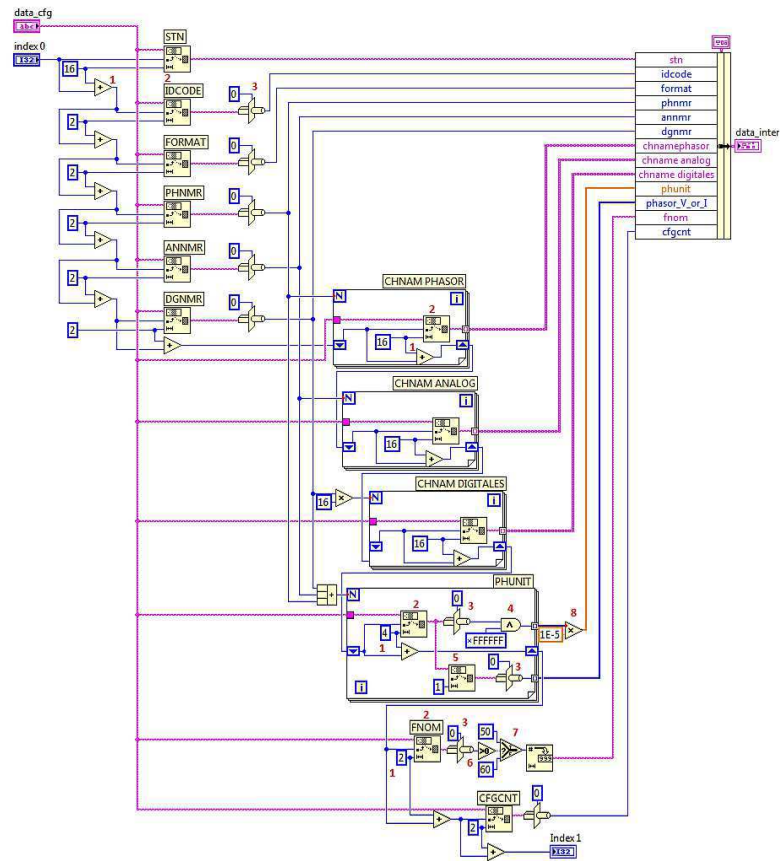 data_cfg
abc
index 0
I32
STN
stn
16
1
2
IDCODE
3
0
idcode
format
phnmr
annmr
dgnmr
chnamephasor
chname analog
chname digitales
phunit
phasor_V_or_I
fnom
cfgcnt
data_inter
2
FORMAT
0
2
PHNMR
0
2
ANNMR
0
2
DGNMR
0
2
CHNAM PHASOR
N
i
2
16
1
CHNAM ANALOG
N
i
16
CHNAM DIGITALES
16
N
i
16
PHUNIT
N
2
0
3
4
8
4
xFFFFFF
1E-5
1
5
0
3
1
i
2
3
FNOM
0
50
7
2
>0
1
6
60
CFGCNT
0
2
Index 1
I32